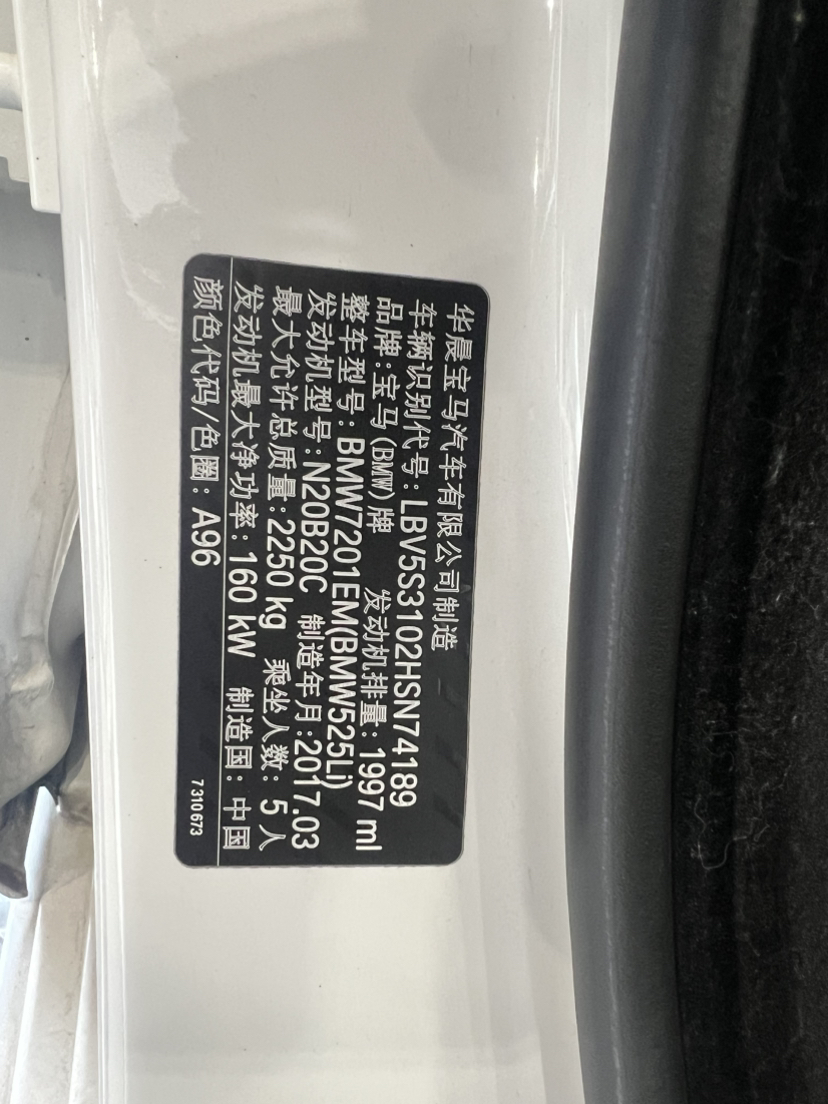 华晨宝马汽车有限公司制造
车辆识别代号: LBV5S3102HSN74189
品牌:宝马(BMW)牌 发动机排量:1997 ml
整车型号: BMW7201EM(BMW525Li)
发动机型号:N20B20C 制造年月:2017.03
最大允许总质量:2250 kg 乘坐人数: 5 人
发动机最大净功率: 160 kW 制造国: 中国
颜色代码/色圈: A96
7310673